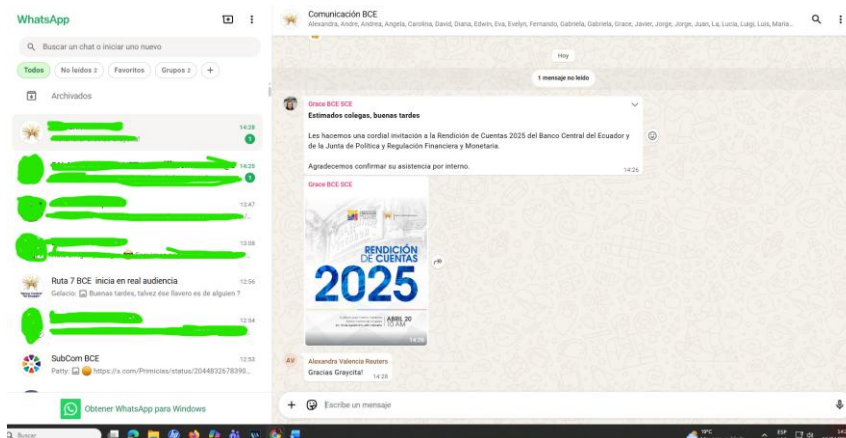 WhatsApp
Buscar un chat o iniciar uno nuevo
Todos
No leídos 2
Favoritos
Grupos 2
Archivados
14:28
1
14:28
1
12:47
13:08
Ruta 7 BCE inicia en real audiencia
12:56
Gelacio: Buenas tardes, talvez ése llavero es de alguien ?
12:54
SubCom BCE
12:53
Patty: https://x.com/Primicias/status/2044832678390...
Obtener WhatsApp para Windows
Comunicación BCE
Alexandra, Andre, Andrea, Angela, Carolina, David, Diana, Edwin, Eva, Evelyn, Fernando, Gabriela, Gabriela, Grace, Javier, Jorge, Jorge, Juan, La, Lucia, Luigi, Luis, María...
Hoy
1 mensaje no leído
Grace BCE SCE
Estimados colegas, buenas tardes
Les hacemos una cordial invitación a la Rendición de Cuentas 2025 del Banco Central del Ecuador y
de la Junta de Política y Regulación Financiera y Monetaria.
Agradecemos confirmar su asistencia por interno.
14:26
Grace BCE SCE
RENDICIÓN
DE CUENTAS
2025
ABRIL 20
10 AM
14:26
AV
Alexandra Valencia Reuters
Gracias Graycita!
14:28
Escribe un mensaje
Buscar
19°C
ESP